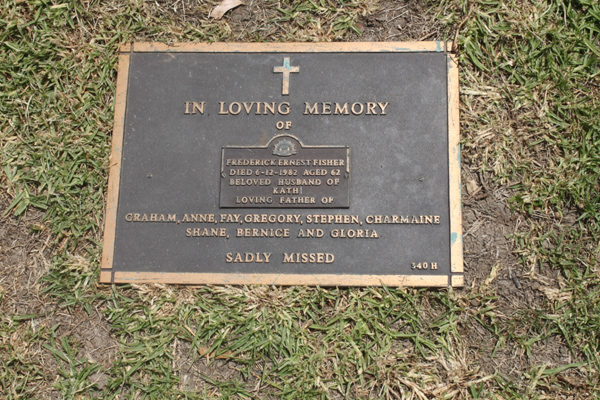 IN LOVING MEMORY
OF
FREDERICK ERNEST FISHER
DIED 6-12-1982 AGED 62
BELOVED HUSBAND OF
KATH
LOVING FATHER OF
GRAHAM, ANNE, FAY, GREGORY, STEPHEN, CHARMAINE
SHANE, BERNICE AND GLORIA
SADLY MISSED
340 H